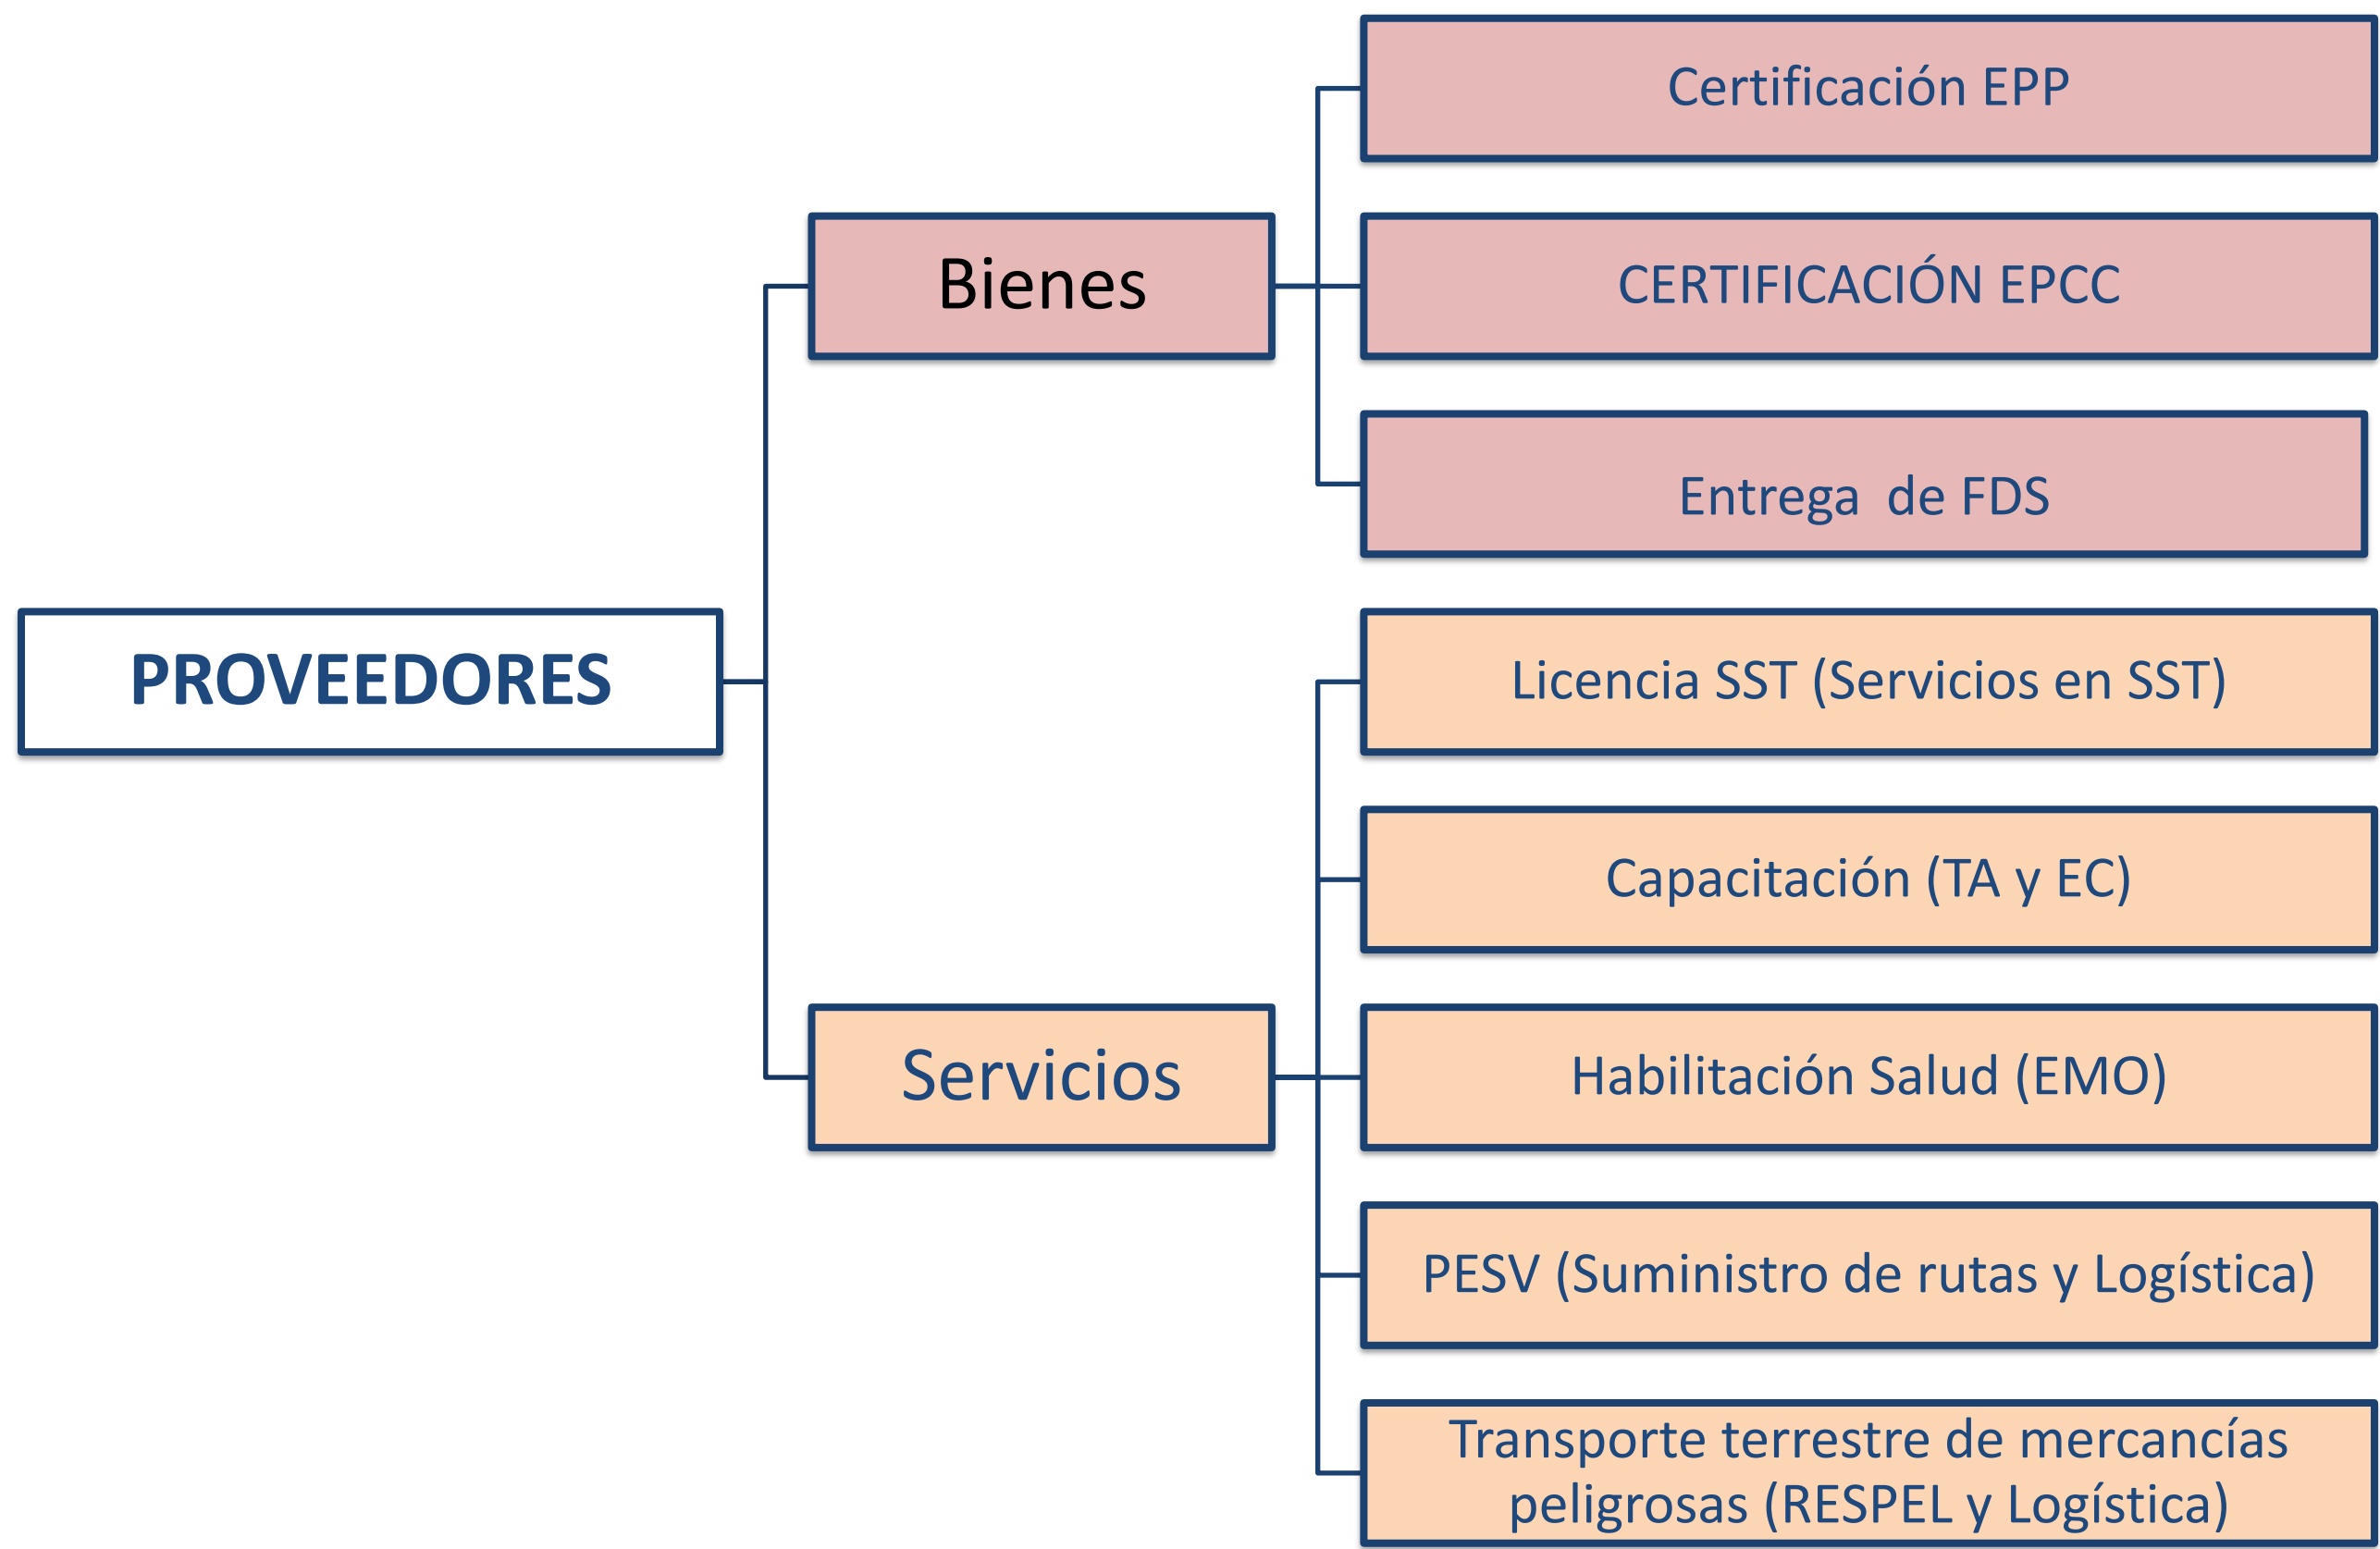 PROVEEDORES
Bienes
Certificación EPP
CERTIFICACIÓN EPCC
Entrega de FDS
Servicios
Licencia SST (Servicios en SST)
Capacitación (TA y EC)
Habilitación Salud (EMO)
PESV (Suministro de rutas y Logística)
Transporte terrestre de mercancías
peligrosas (RESPEL y Logística)